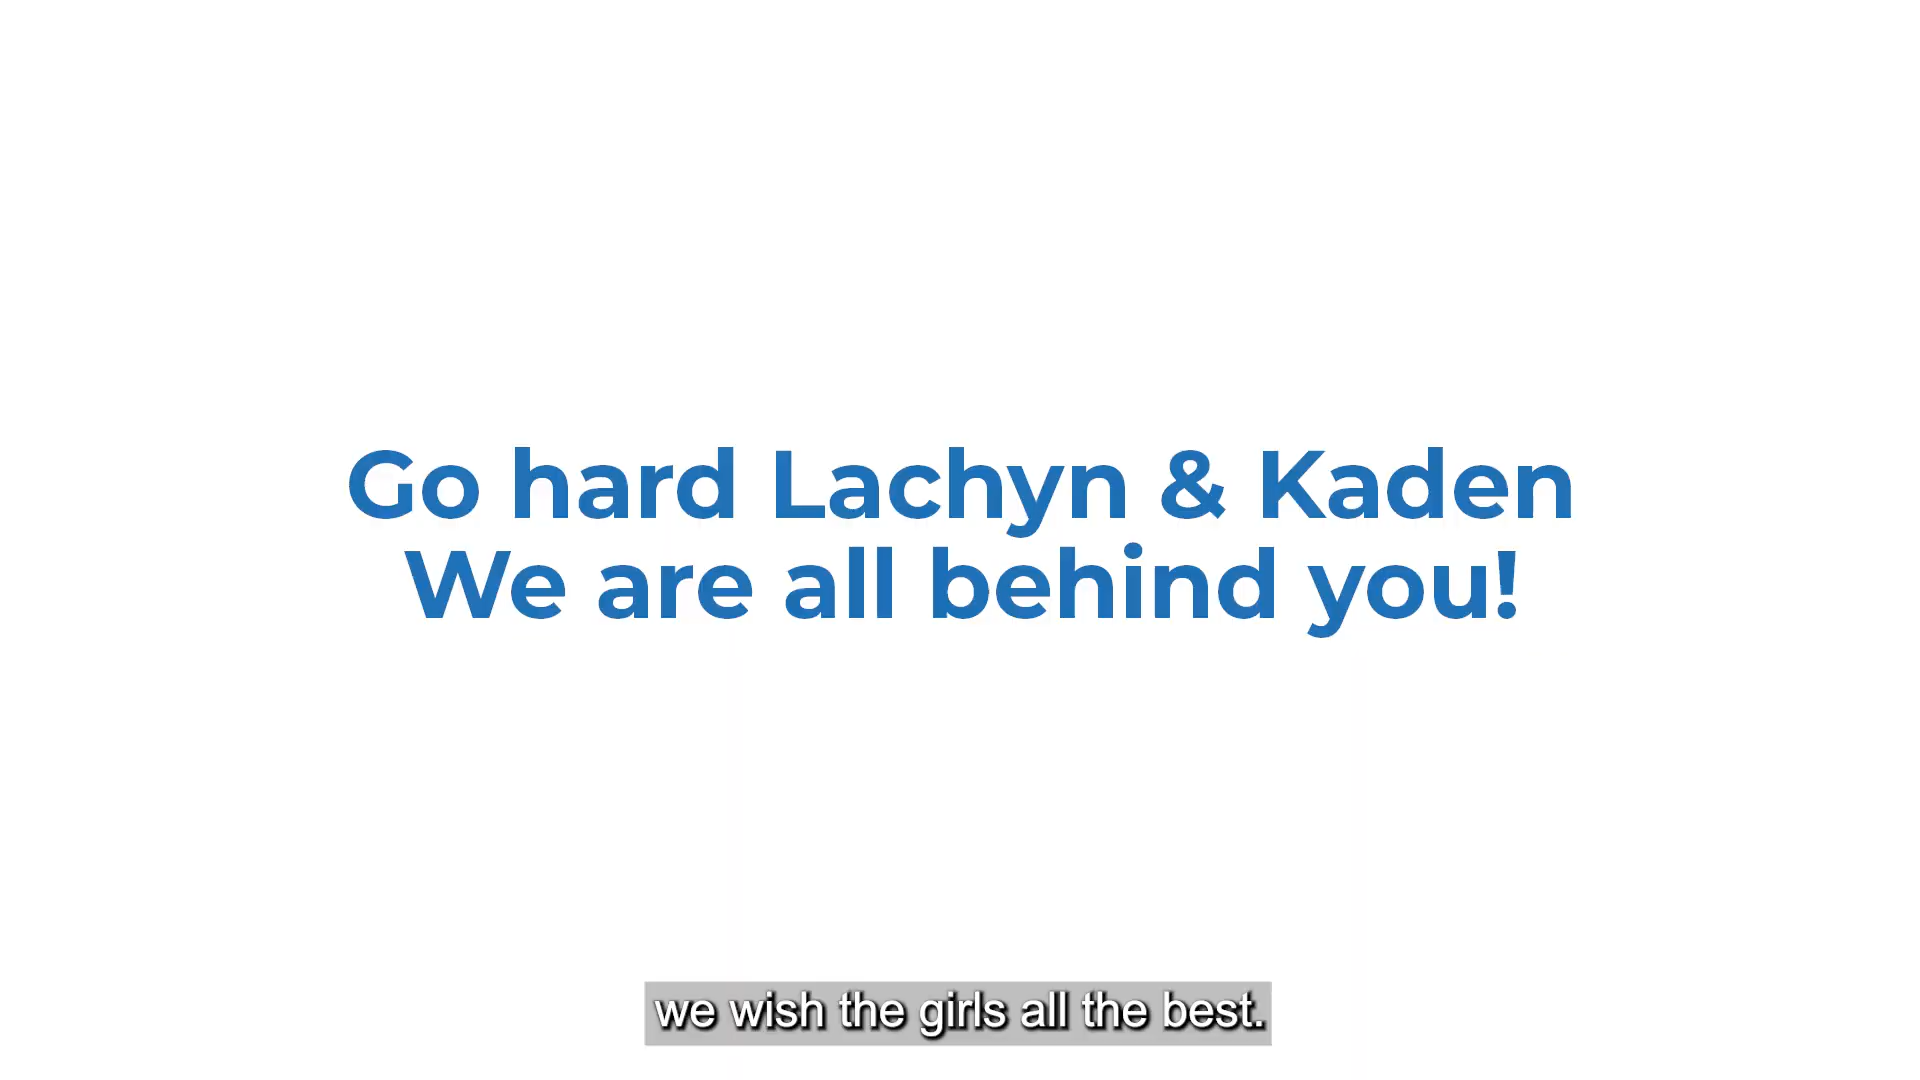 Go hard Lachyn & Kaden
We are all behind you!
we wish the girls all the best.